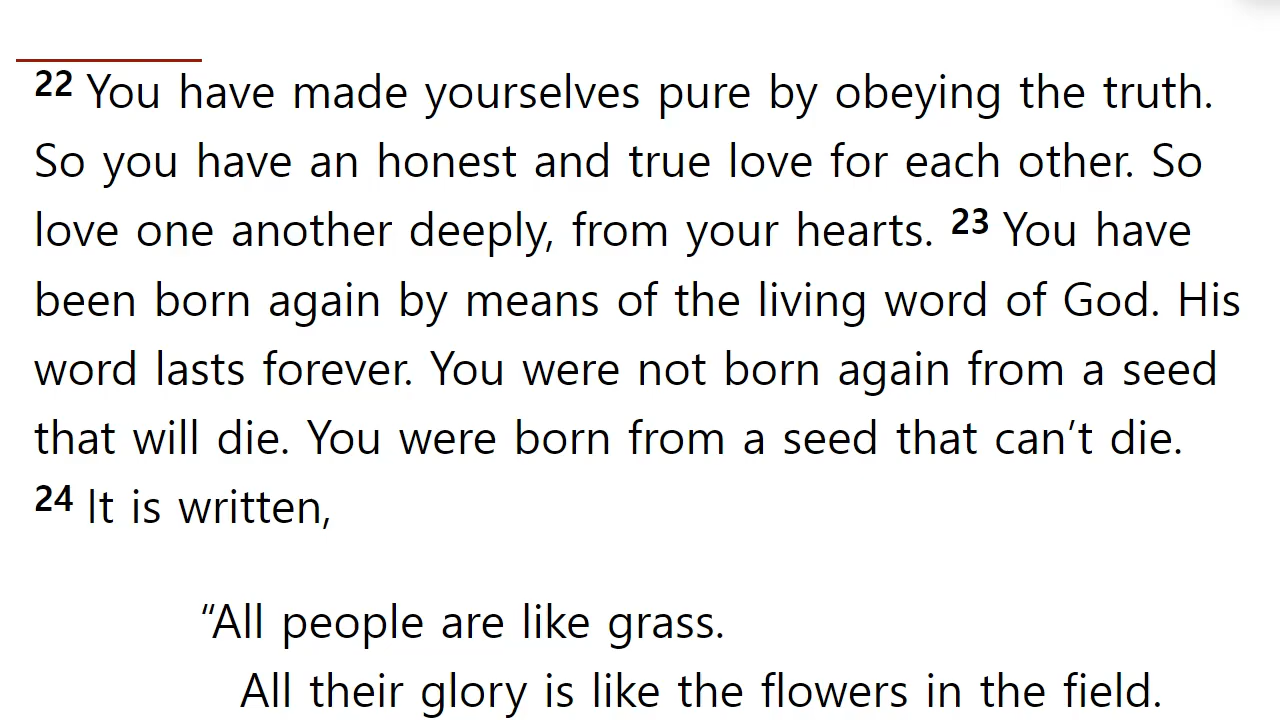 22 You have made yourselves pure by obeying the truth.
So you have an honest and true love for each other. So
love one another deeply, from your hearts. 23 You have
been born again by means of the living word of God. His
word lasts forever. You were not born again from a seed
that will die. You were born from a seed that can’t die.
24 It is written,
“All people are like grass.
All their glory is like the flowers in the field.